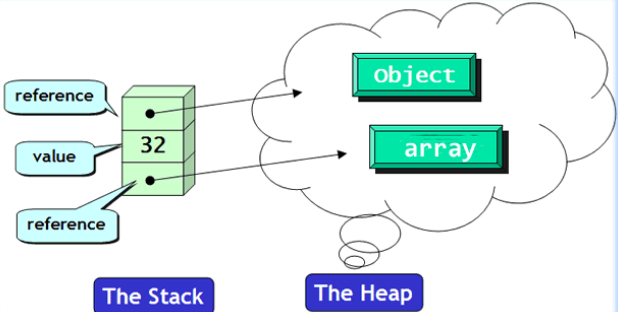 reference
value
reference
32
object
array
The Stack
The Heap